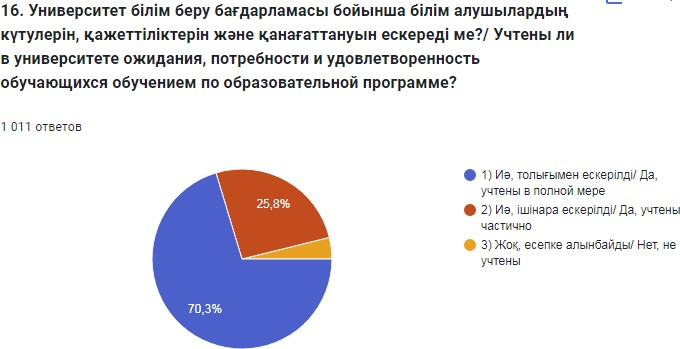 16. Университет білім беру бағдарламасы бойынша білім алушылардың
күтулерін, қажеттіліктерін және қанағаттануын ескереді ме?/ Учтены ли
в университете ожидания, потребности и удовлетворенность
обучающихся обучением по образовательной программе?
1 011 ответов
25,8%
70,3%
1) Иә, толығымен ескерілді/ Да,
учтены в полной мере
2) Иә, ішінара ескерілді/ Да, учтены
частично
3) Жоқ, есепке алынбайды/ Нет, не
учтены